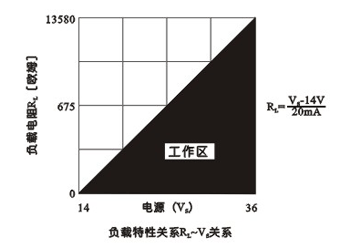 13580
负载电阻RL [欧姆]
675
RL=VS-14V/20mA
工作区
0
14
电源 (VS)
36
负载特性关系RL~VS关系